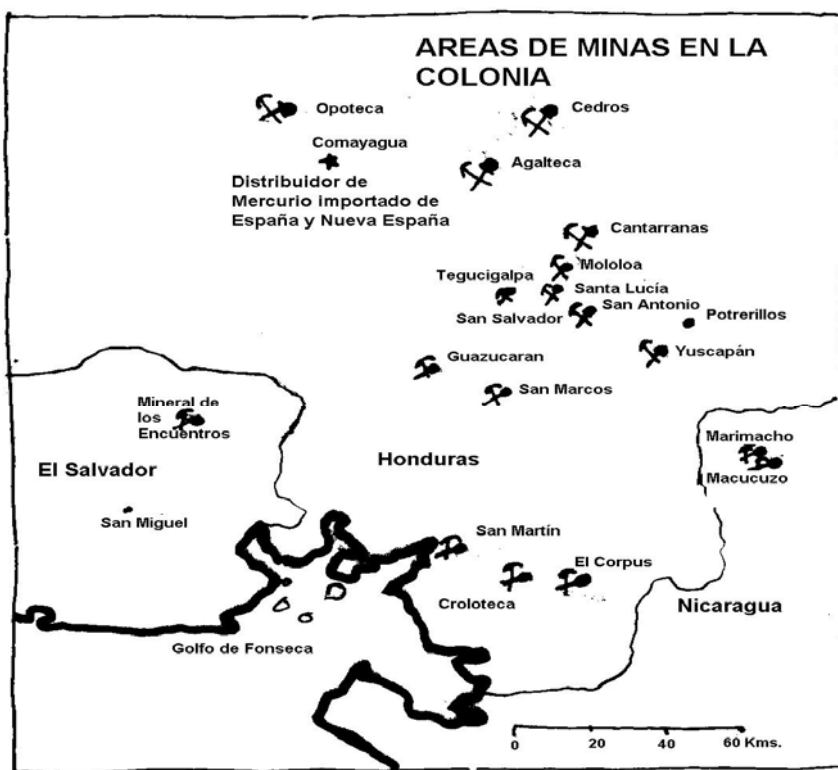 AREAS DE MINAS EN LA
COLONIA
Opoteca
Cedros
Comayagua
Agalteca
Distribuidor de
Mercurio importado de
España y Nueva España
Cantarranas
Mololoa
Tegucigalpa
Santa Lucía
San Antonio
San Salvador
Potrerillos
Yuscapán
Guazucaran
San Marcos
Mineral de
los
Encuentros
Marimacho
Honduras
El Salvador
Macucuzo
San Miguel
San Martín
El Corpus
Croloteca
Nicaragua
Golfo de Fonseca
0 20 40 60 Kms.